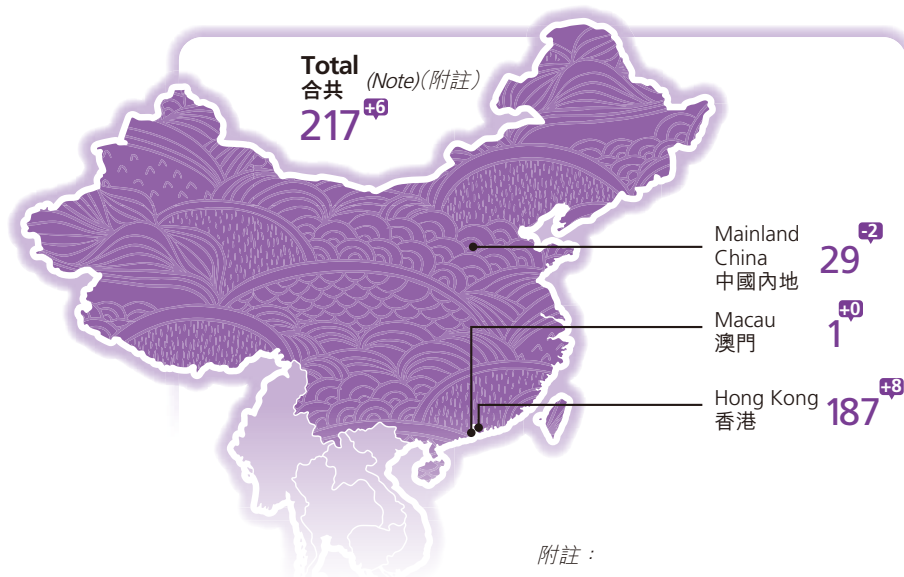 Total
合共
(Note)(附註)
217 +6
Mainland
China
中國內地
29 -2
Macau
澳門
1 +0
Hong Kong
香港
187 +8
附註：